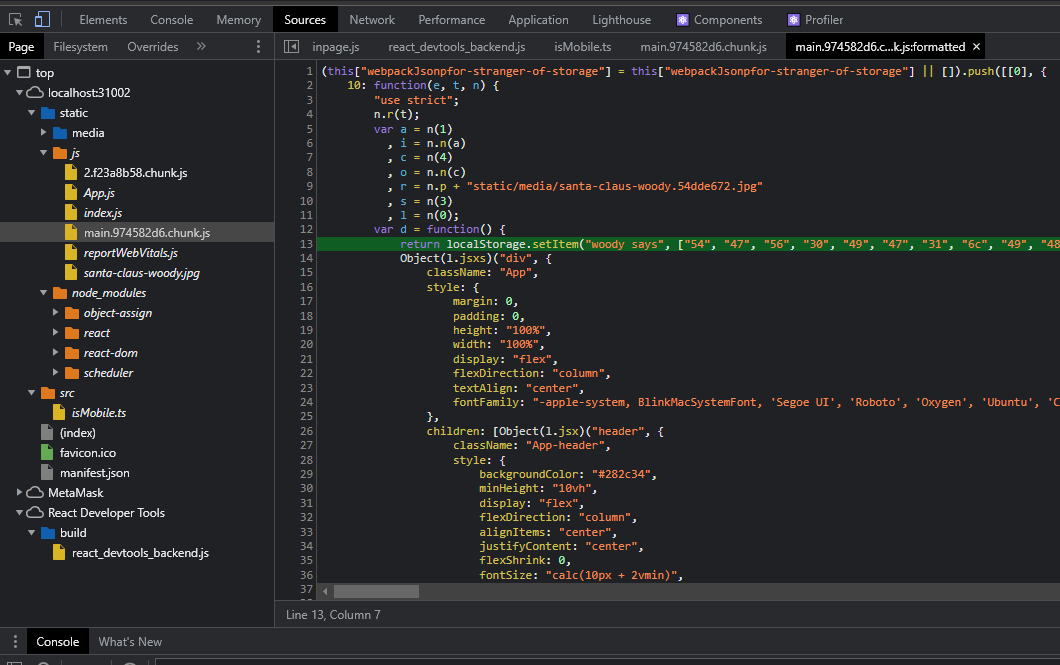 Elements Console Memory Sources Network Performance Application Lighthouse Components Profiler
Page Filesystem Overrides »
inpage.js react_devtools_backend.js isMobile.ts main.974582d6.chunk.js main.974582d6.c…k.js:formatted ×
top
localhost:31002
static
media
js
2.f23a8b58.chunk.js
App.js
index.js
main.974582d6.chunk.js
reportWebVitals.js
santa-claus-woody.jpg
node_modules
object-assign
react
react-dom
scheduler
src
isMobile.ts
(index)
favicon.ico
manifest.json
MetaMask
React Developer Tools
build
react_devtools_backend.js
1 (this["webpackJsonpfor-stranger-of-storage"] = this["webpackJsonpfor-stranger-of-storage"] || []).push([[0], {
2 10: function(e, t, n) {
3 "use strict";
4 n.r(t);
5 var a = n(1)
6 , i = n.n(a)
7 , c = n(4)
8 , o = n.n(c)
9 , r = n.p + "static/media/santa-claus-woody.54dde672.jpg"
10 , s = n(3)
11 , l = n(0);
12 var d = function() {
13 return localStorage.setItem("woody says", ["54", "47", "56", "30", "49", "47", "31", "6c", "49", "48
14 Object(l.jsxs)("div", {
15 className: "App",
16 style: {
17 margin: 0,
18 padding: 0,
19 height: "100%",
20 width: "100%",
21 display: "flex",
22 flexDirection: "column",
23 textAlign: "center",
24 fontFamily: "-apple-system, BlinkMacSystemFont, 'Segoe UI', 'Roboto', 'Oxygen', 'Ubuntu', 'C
25 },
26 children: [Object(l.jsx)("header", {
27 className: "App-header",
28 style: {
29 backgroundColor: "#282c34",
30 minHeight: "10vh",
31 display: "flex",
32 flexDirection: "column",
33 alignItems: "center",
34 justifyContent: "center",
35 flexShrink: 0,
36 fontSize: "calc(10px + 2vmin)",
37
Line 13, Column 7
Console What's New